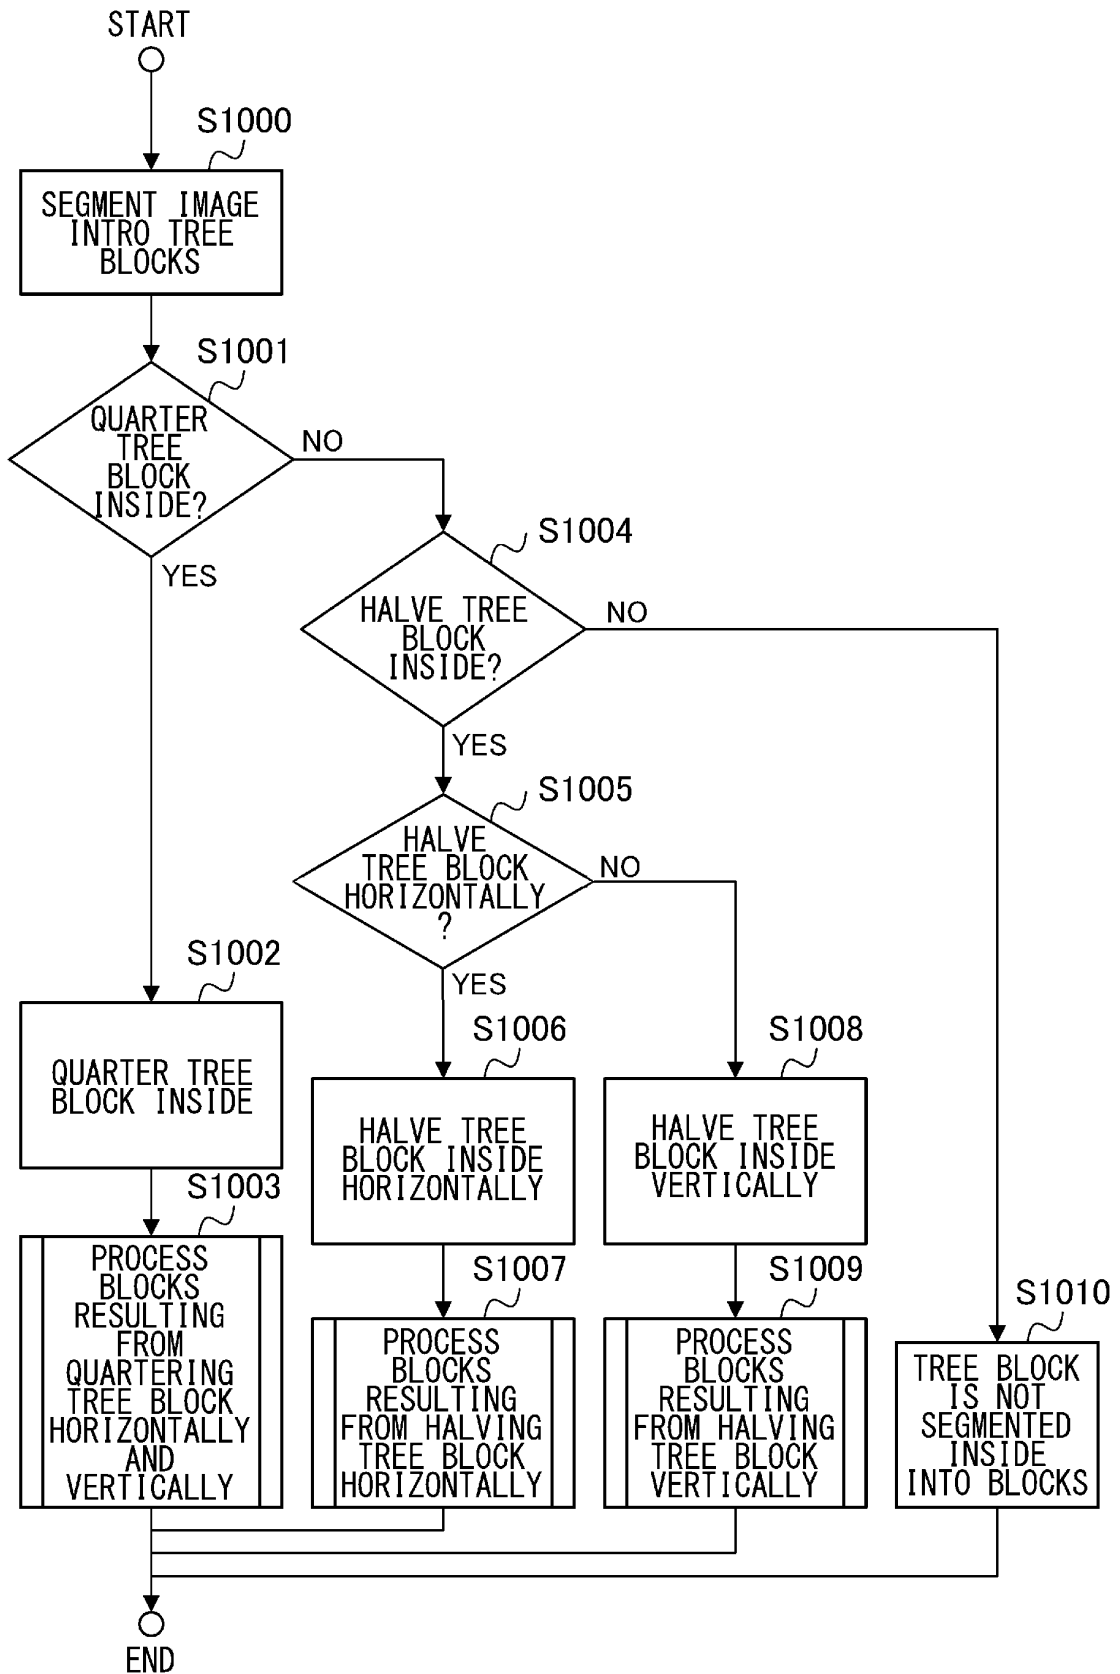 START
S1000
SEGMENT IMAGE
INTRO TREE
BLOCKS
S1001
QUARTER
TREE
BLOCK
INSIDE?
NO
YES
S1004
HALVE TREE
BLOCK
INSIDE?
NO
YES
S1005
HALVE
TREE BLOCK
HORIZONTALLY
?
NO
YES
S1002
QUARTER TREE
BLOCK INSIDE
S1006
HALVE TREE
BLOCK INSIDE
HORIZONTALLY
S1008
HALVE TREE
BLOCK INSIDE
VERTICALLY
S1003
PROCESS
BLOCKS
RESULTING
FROM
QUARTERING
TREE BLOCK
HORIZONTALLY
AND
VERTICALLY
S1007
PROCESS
BLOCKS
RESULTING
FROM HALVING
TREE BLOCK
HORIZONTALLY
S1009
PROCESS
BLOCKS
RESULTING
FROM HALVING
TREE BLOCK
VERTICALLY
S1010
TREE BLOCK
IS NOT
SEGMENTED
INSIDE
INTO BLOCKS
END